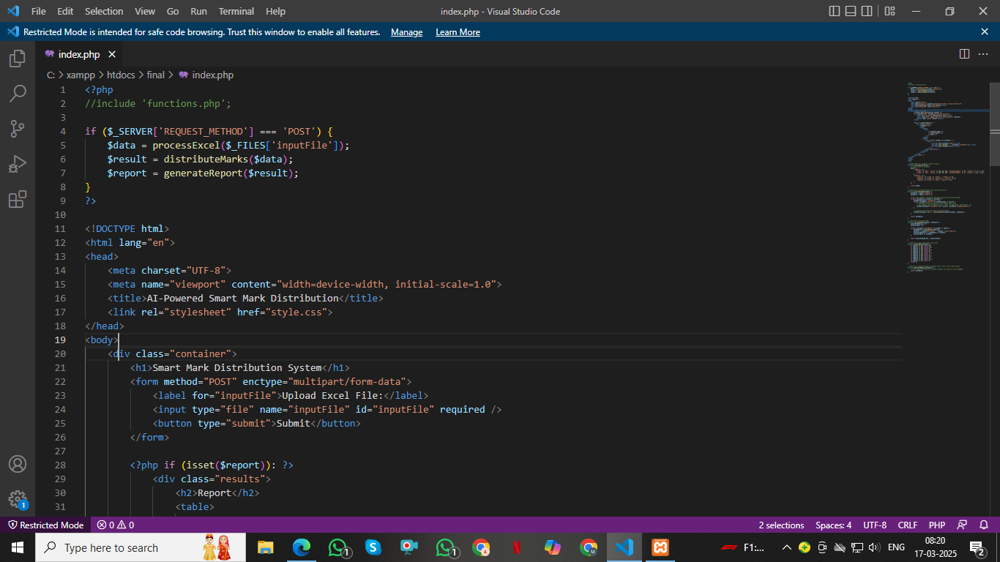 File Edit Selection View Go Run Terminal Help index.php - Visual Studio Code
Restricted Mode is intended for safe code browsing. Trust this window to enable all features. Manage Learn More
index.php
C: > xampp > htdocs > final > index.php
1 <?php
2 //include 'functions.php';
3
4 if ($_SERVER['REQUEST_METHOD'] === 'POST') {
5     $data = processExcel($_FILES['inputFile']);
6     $result = distributeMarks($data);
7     $report = generateReport($result);
8 }
9 ?>
10
11 <!DOCTYPE html>
12 <html lang="en">
13 <head>
14     <meta charset="UTF-8">
15     <meta name="viewport" content="width=device-width, initial-scale=1.0">
16     <title>AI-Powered Smart Mark Distribution</title>
17     <link rel="stylesheet" href="style.css">
18 </head>
19 <body>
20     <div class="container">
21         <h1>Smart Mark Distribution System</h1>
22         <form method="POST" enctype="multipart/form-data">
23             <label for="inputFile">Upload Excel File:</label>
24             <input type="file" name="inputFile" id="inputFile" required />
25             <button type="submit">Submit</button>
26         </form>
27
28         <?php if (isset($report)): ?>
29             <div class="results">
30                 <h2>Report</h2>
31                 <table>
1
Restricted Mode 0 0 2 selections Spaces: 4 UTF-8 CRLF PHP
Type here to search 1 1 F1:... ENG 08:20
17-03-2025 2